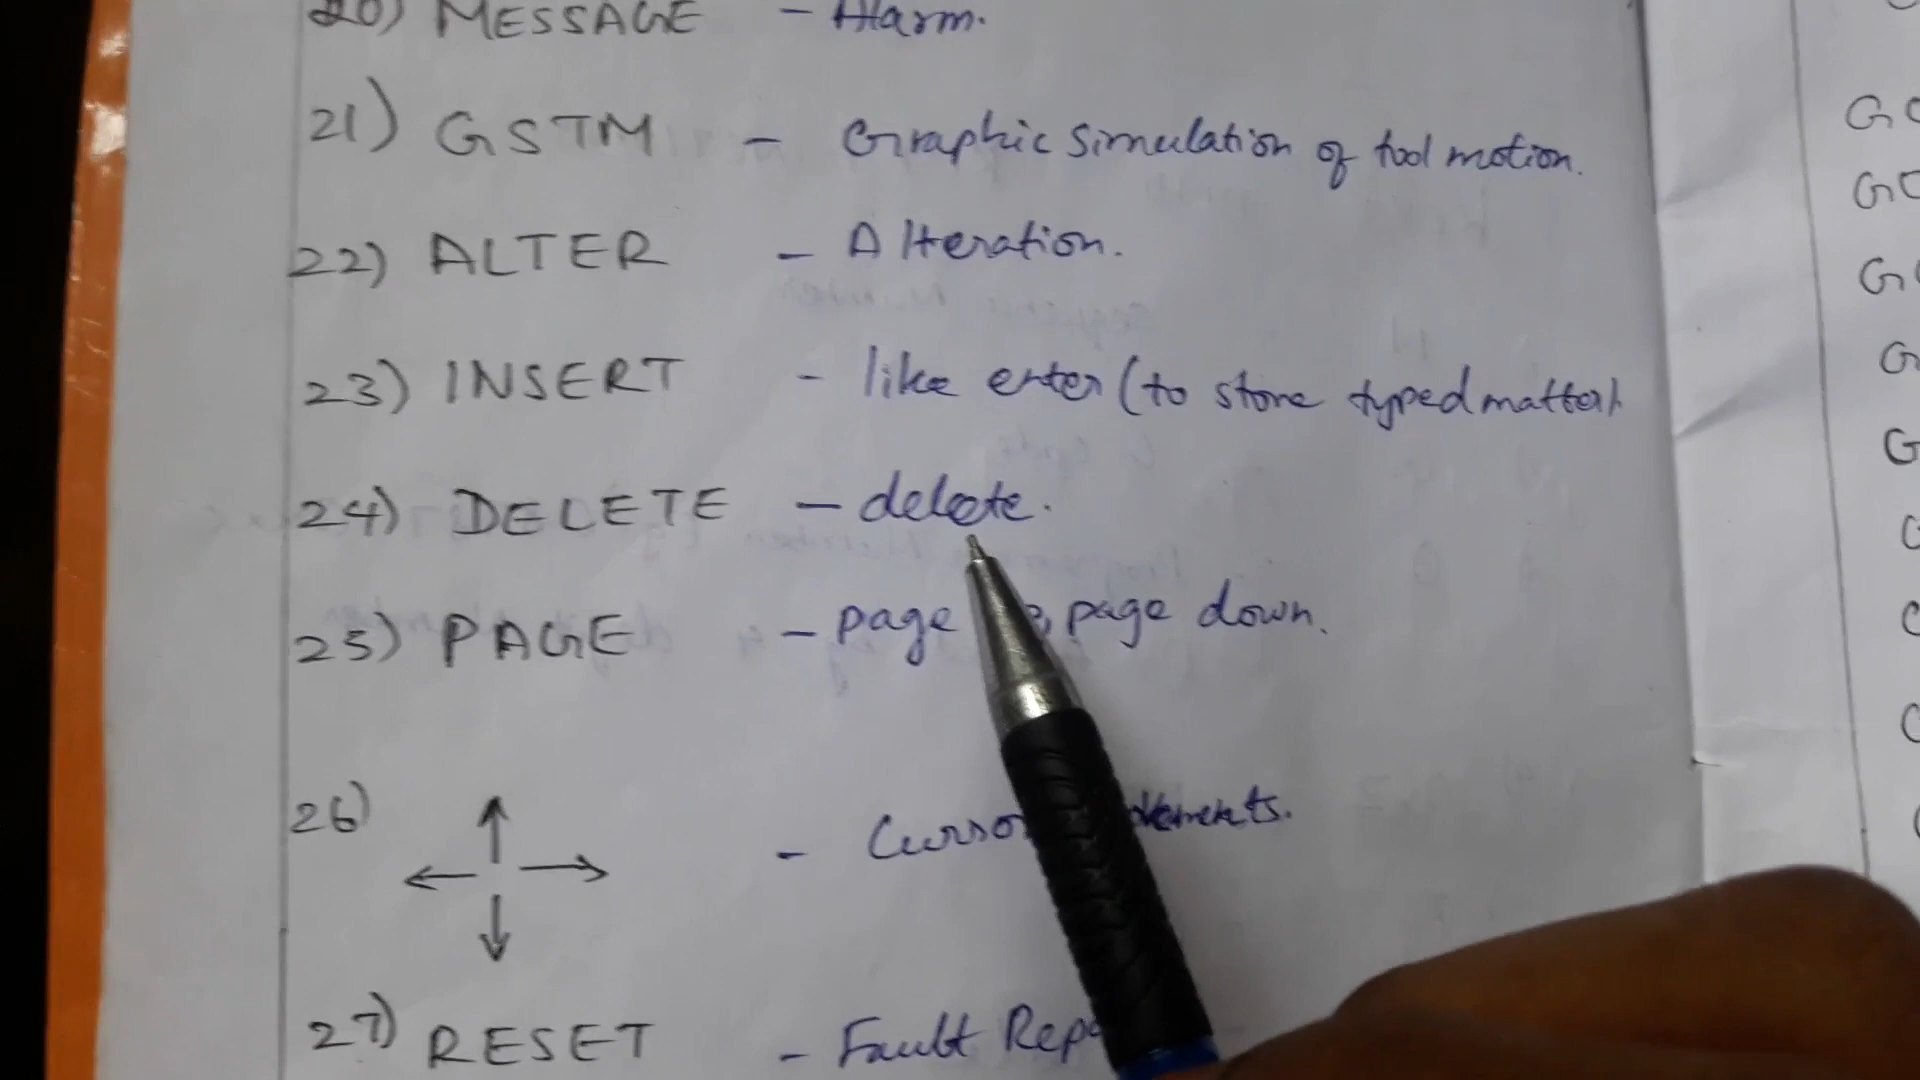 20) MESSAGE - Alarm.
21) GSTM - Graphic Simulation of tool motion.
22) ALTER - Alteration.
23) INSERT - like enter (to store typed matter).
24) DELETE - delete.
25) PAGE - page page down.
26) ↑ ← → ↓ -
27) RESET - Fault